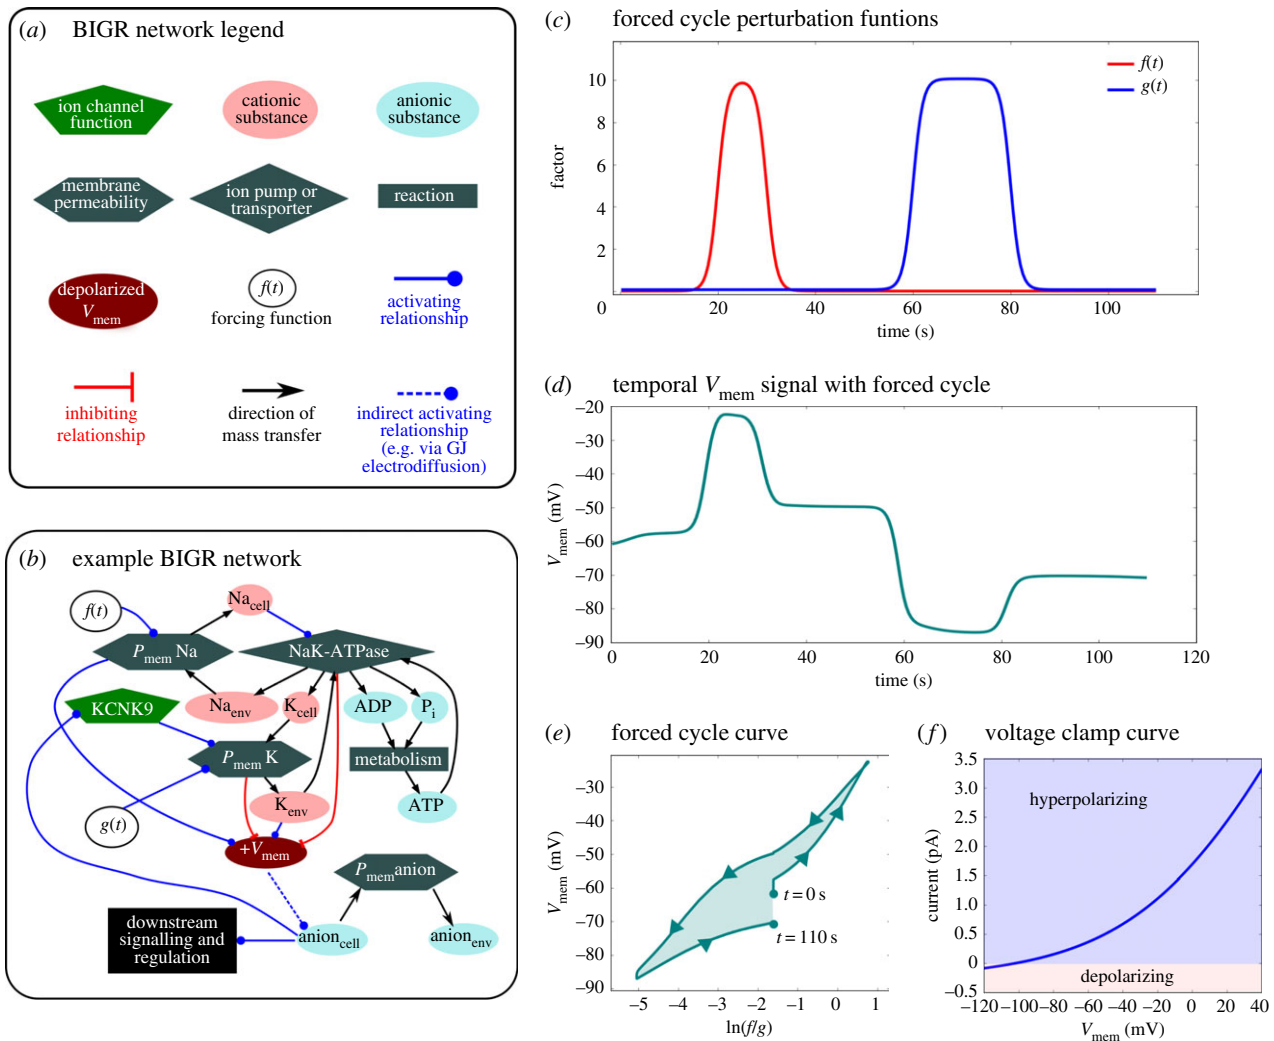 (a) BIGR network legend
ion channel
function
cationic
substance
anionic
substance
membrane
permeability
ion pump or
transporter
reaction
depolarized
Vmem
f(t)
forcing function
activating
relationship
inhibiting
relationship
direction of
mass transfer
indirect activating
relationship
(e.g. via GJ
electrodiffusion)
(b) example BIGR network
f(t)
Nacell
Pmem Na
NaK-ATPase
KCNK9
Naenv
Kcell
ADP
Pi
Pmem K
metabolism
Kenv
ATP
g(t)
+Vmem
Pmem anion
downstream
signalling and
regulation
anioncell
anionenv
(c) forced cycle perturbation funtions
f(t)
g(t)
factor
10
8
6
4
2
0
20 40 60 80 100
time (s)
(d) temporal Vmem signal with forced cycle
Vmem (mV)
–20
–30
–40
–50
–60
–70
–80
–90
0 20 40 60 80 100 120
time (s)
(e) forced cycle curve
Vmem (mV)
–30
–40
–50
–60
–70
–80
–90
t = 0 s
t = 110 s
–5 –4 –3 –2 –1 0 1
ln(f/g)
(f) voltage clamp curve
current (pA)
3.5
3.0
2.5
2.0
1.5
1.0
0.5
0
–0.5
hyperpolarizing
depolarizing
–120 –100 –80 –60 –40 –20 0 20 40
Vmem (mV)